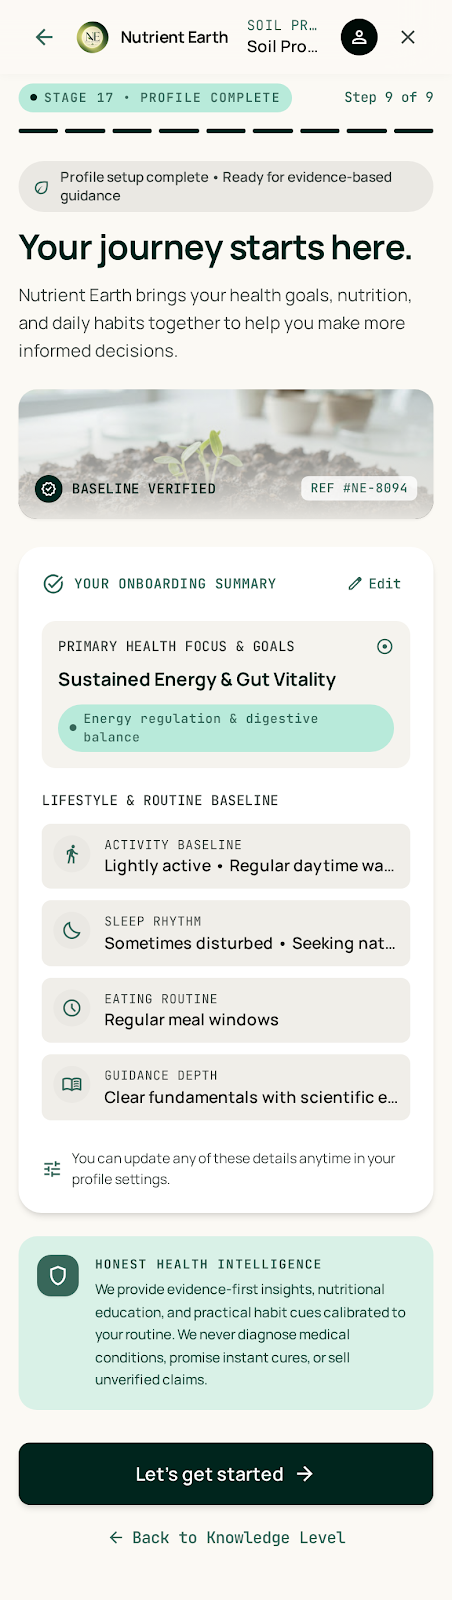 Nutrient Earth
SOIL PR…
Soil Pro…
STAGE 17 • PROFILE COMPLETE
Step 9 of 9
Profile setup complete • Ready for evidence-based
guidance
Your journey starts here.
Nutrient Earth brings your health goals, nutrition,
and daily habits together to help you make more
informed decisions.
BASELINE VERIFIED
REF #NE-8094
YOUR ONBOARDING SUMMARY
Edit
PRIMARY HEALTH FOCUS & GOALS
Sustained Energy & Gut Vitality
Energy regulation & digestive
balance
LIFESTYLE & ROUTINE BASELINE
ACTIVITY BASELINE
Lightly active • Regular daytime wa…
SLEEP RHYTHM
Sometimes disturbed • Seeking nat…
EATING ROUTINE
Regular meal windows
GUIDANCE DEPTH
Clear fundamentals with scientific e…
You can update any of these details anytime in your
profile settings.
HONEST HEALTH INTELLIGENCE
We provide evidence-first insights, nutritional
education, and practical habit cues calibrated to
your routine. We never diagnose medical
conditions, promise instant cures, or sell
unverified claims.
Let's get started →
← Back to Knowledge Level